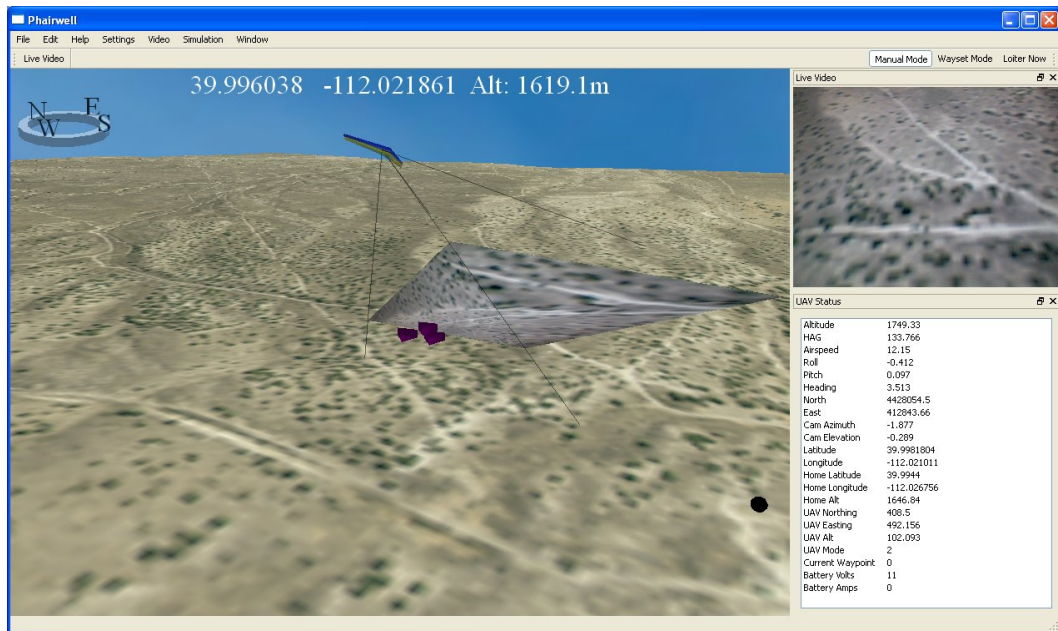 Phairwell
File Edit Help Settings Video Simulation Window
Live Video Manual Mode Wayset Mode Loiter Now
39.996038 -112.021861 Alt: 1619.1m
N E
W S
Live Video
UAV Status
Altitude 1749.33
HAG 133.766
Airspeed 12.15
Roll -0.412
Pitch 0.097
Heading 3.513
North 4428054.5
East 412843.66
Cam Azimuth -1.877
Cam Elevation -0.289
Latitude 39.9981804
Longitude -112.021011
Home Latitude 39.9944
Home Longitude -112.026756
Home Alt 1646.84
UAV Northing 408.5
UAV Easting 492.156
UAV Alt 102.093
UAV Mode 2
Current Waypoint 0
Battery Volts 11
Battery Amps 0